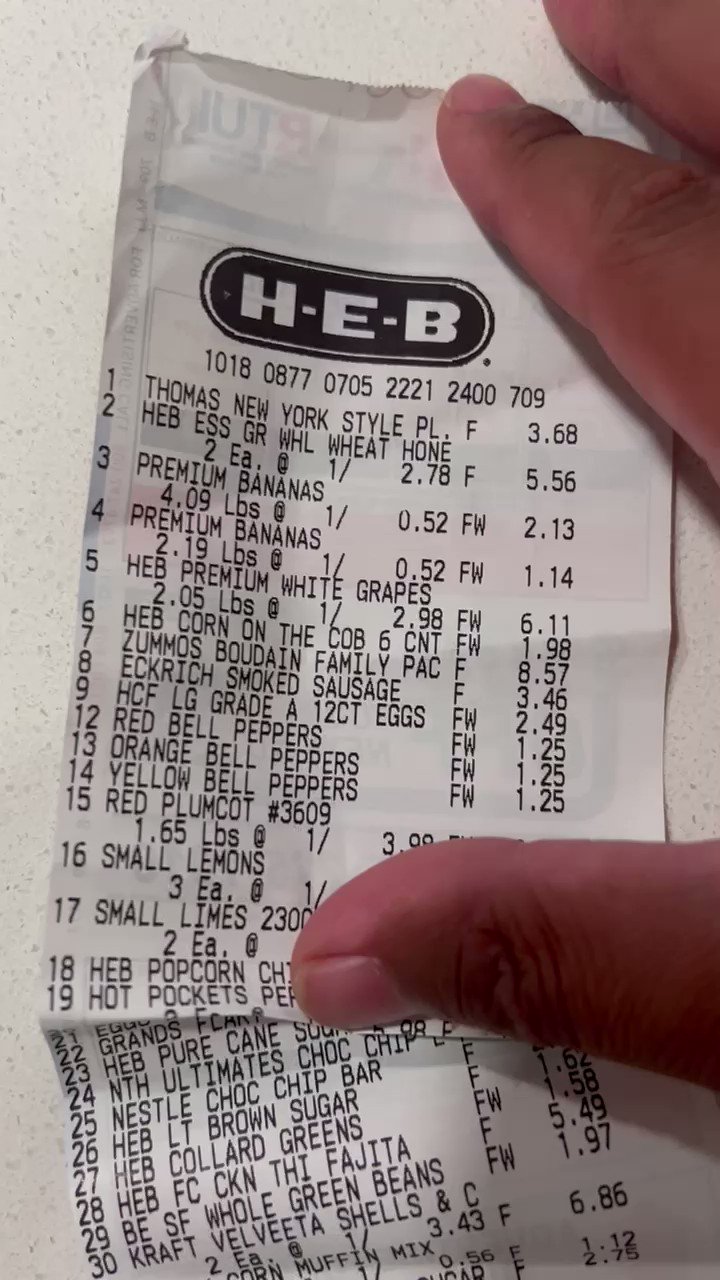 H-E-B
1018 0877 0705 2221 2400 709
1 THOMAS NEW YORK STYLE PL. F 3.68
2 HEB ESS GR WHL WHEAT HONE
2 Ea. @ 1/ 2.78 F 5.56
3 PREMIUM BANANAS
4.09 Lbs @ 1/ 0.52 FW 2.13
4 PREMIUM BANANAS
2.19 Lbs @ 1/ 0.52 FW 1.14
5 HEB PREMIUM WHITE GRAPES
2.05 Lbs @ 1/ 2.98 FW 6.11
6 HEB CORN ON THE COB 6 CNT FW 1.98
7 ZUMMOS BOUDAIN FAMILY PAC F 8.57
8 ECKRICH SMOKED SAUSAGE F 3.46
9 HCF LG GRADE A 12CT EGGS FW 2.49
12 RED BELL PEPPERS FW 1.25
13 ORANGE BELL PEPPERS FW 1.25
14 YELLOW BELL PEPPERS FW 1.25
15 RED PLUMCOT #3609
1.65 Lbs @ 1/ 3.98
16 SMALL LEMONS
3 Ea. @ 1/
17 SMALL LIMES 2300
2 Ea. @
18 HEB POPCORN CHI
19 HOT POCKETS PEP
GRANDS
23 HEB PURE CANE
24 NTH ULTIMATES CHOC CHIP F 1.62
25 NESTLE CHOC CHIP BAR F 1.58
26 HEB LT BROWN SUGAR FW 5.49
27 HEB COLLARD GREENS F 1.97
28 HEB FC CKN THI FAJITA FW
29 BE SF WHOLE GREEN BEANS
30 KRAFT VELVEETA SHELLS & C
2 Ea. @ 1/ 3.43 F 6.86
CORN MUFFIN MIX
0.56 F 1.12
2.75